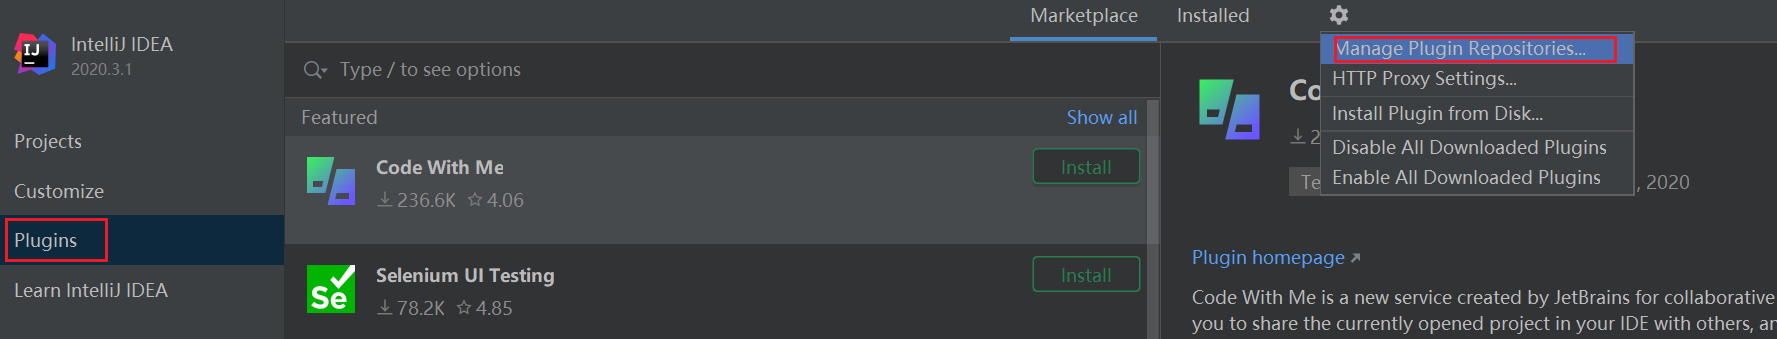 Marketplace Installed
IntelliJ IDEA
2020.3.1
Projects
Customize
Plugins
Learn IntelliJ IDEA
Type / to see options
Featured Show all
Code With Me Install
236.6K 4.06
Selenium UI Testing Install
78.2K 4.85
Manage Plugin Repositories...
HTTP Proxy Settings...
Install Plugin from Disk...
Disable All Downloaded Plugins
Enable All Downloaded Plugins
Co
2
Te , 2020
Plugin homepage
Code With Me is a new service created by JetBrains for collaborative
you to share the currently opened project in your IDE with others, an